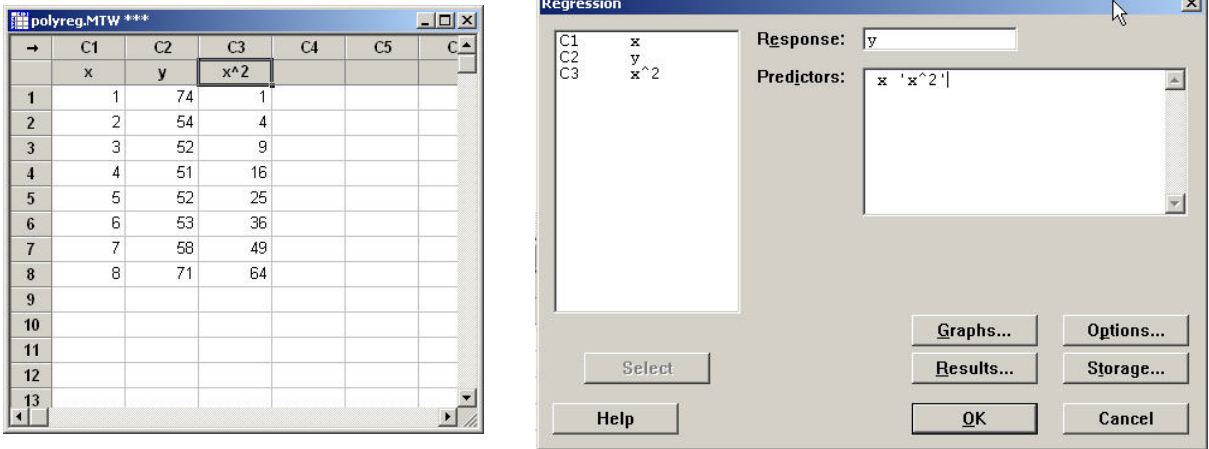 polyreg.MTW ***
→ C1 C2 C3 C4 C5 C
x y x^2
1 1 74 1
2 2 54 4
3 3 52 9
4 4 51 16
5 5 52 25
6 6 53 36
7 7 58 49
8 8 71 64
9
10
11
12
13
Regression
C1 x
C2 y
C3 x^2
Response: y
Predictors: x 'x^2'
Graphs... Options...
Select Results... Storage...
Help OK Cancel